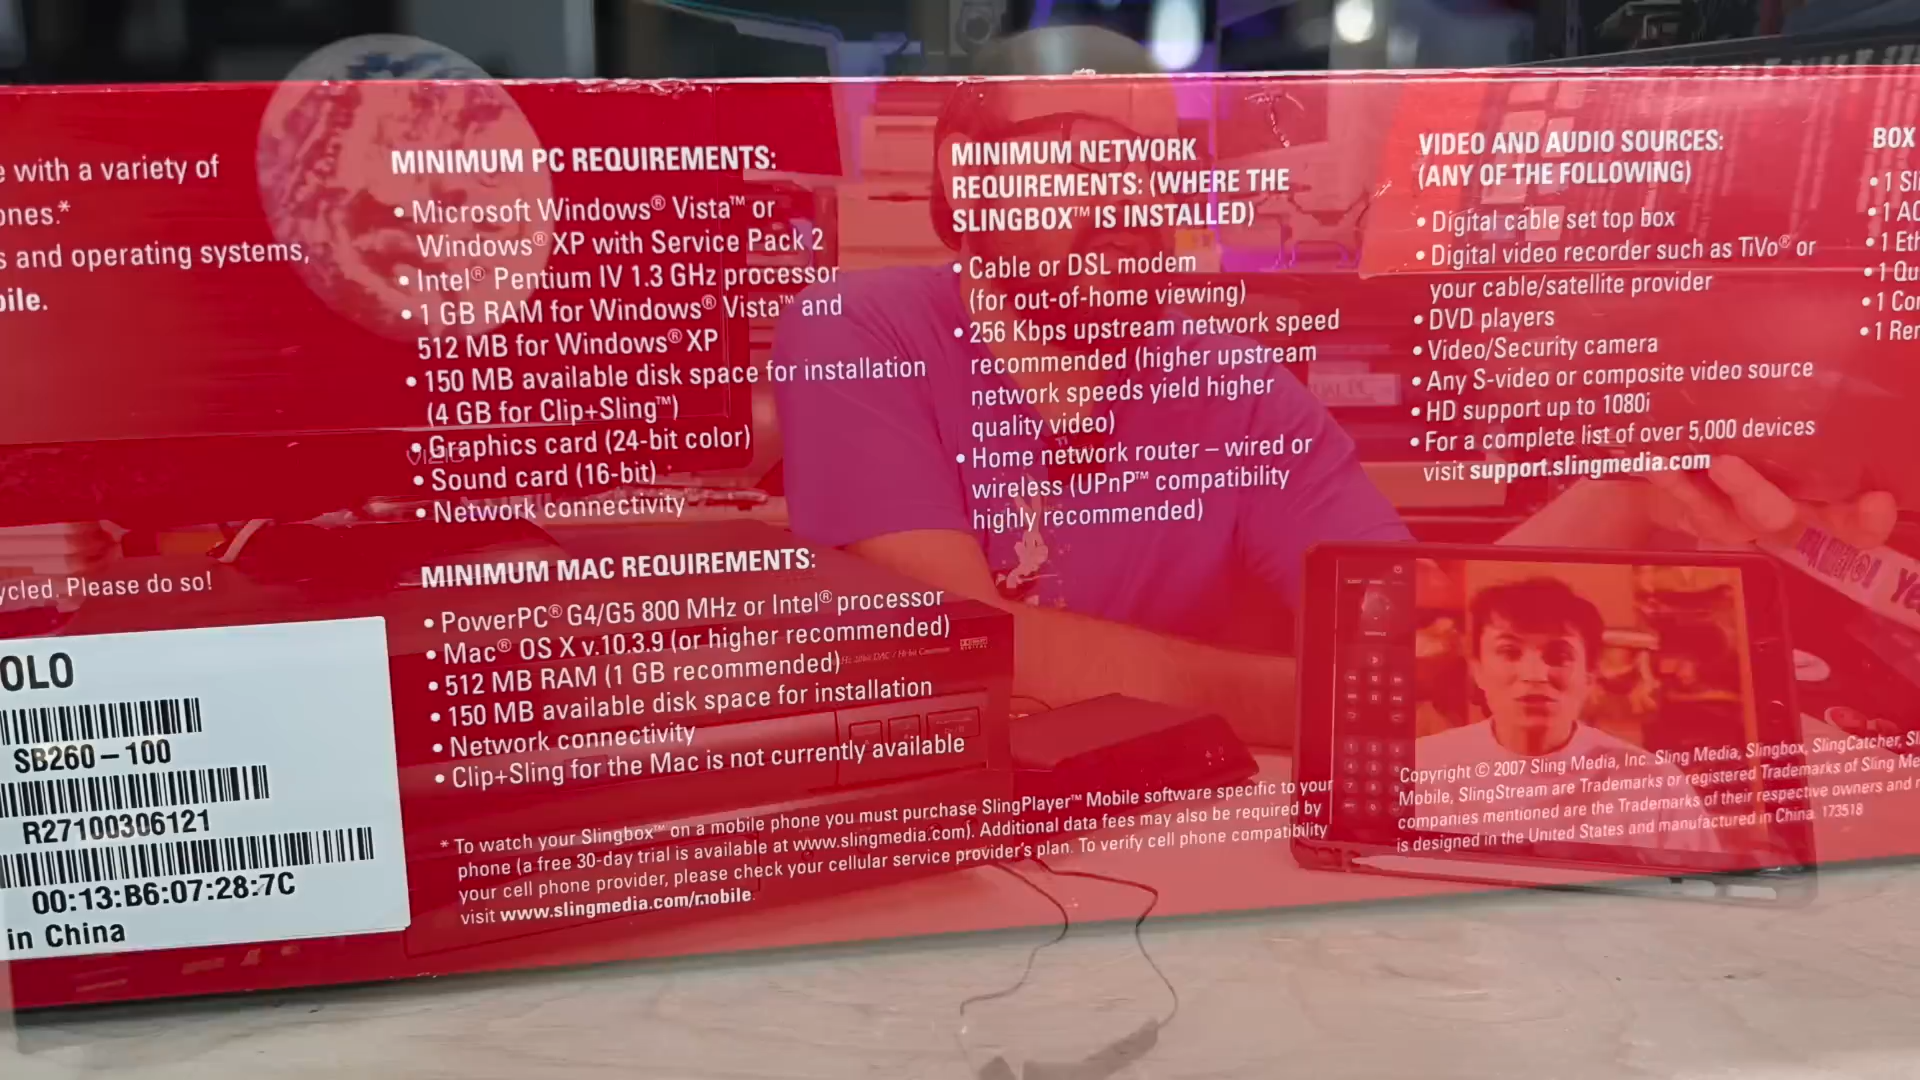 e with a variety of
ones.*
s and operating systems,
bile.
ycled. Please do so!
OLO
SB260-100
R27100306121
00:13:B6:07:28:7C
in China
MINIMUM PC REQUIREMENTS:
• Microsoft Windows® Vista™ or
Windows® XP with Service Pack 2
• Intel® Pentium IV 1.3 GHz processor
• 1 GB RAM for Windows® Vista™ and
512 MB for Windows® XP
• 150 MB available disk space for installation
(4 GB for Clip+Sling™)
• Graphics card (24-bit color)
• Sound card (16-bit)
• Network connectivity
MINIMUM MAC REQUIREMENTS:
• PowerPC® G4/G5 800 MHz or Intel® processor
• Mac® OS X v.10.3.9 (or higher recommended)
• 512 MB RAM (1 GB recommended)
• 150 MB available disk space for installation
• Network connectivity
• Clip+Sling for the Mac is not currently available
* To watch your Slingbox™ on a mobile phone you must purchase SlingPlayer™ Mobile software specific to your
phone (a free 30-day trial is available at www.slingmedia.com). Additional data fees may also be required by
your cell phone provider, please check your cellular service provider's plan. To verify cell phone compatibility
visit www.slingmedia.com/mobile.
MINIMUM NETWORK
REQUIREMENTS: (WHERE THE
SLINGBOX™ IS INSTALLED)
• Cable or DSL modem
(for out-of-home viewing)
• 256 Kbps upstream network speed
recommended (higher upstream
network speeds yield higher
quality video)
• Home network router – wired or
wireless (UPnP™ compatibility
highly recommended)
VIDEO AND AUDIO SOURCES:
(ANY OF THE FOLLOWING)
• Digital cable set top box
• Digital video recorder such as TiVo® or
your cable/satellite provider
• DVD players
• Video/Security camera
• Any S-video or composite video source
• HD support up to 1080i
• For a complete list of over 5,000 devices
visit support.slingmedia.com
Copyright © 2007 Sling Media, Inc. Sling Media, Slingbox, SlingCatcher, Sl
Mobile, SlingStream are Trademarks or registered Trademarks of Sling Me
companies mentioned are the Trademarks of their respective owners and r
is designed in the United States and manufactured in China. 173518
BOX
• 1 Sli
• 1 AC
• 1 Eth
• 1 Qu
• 1 Cor
• 1 Rer
VIZIO